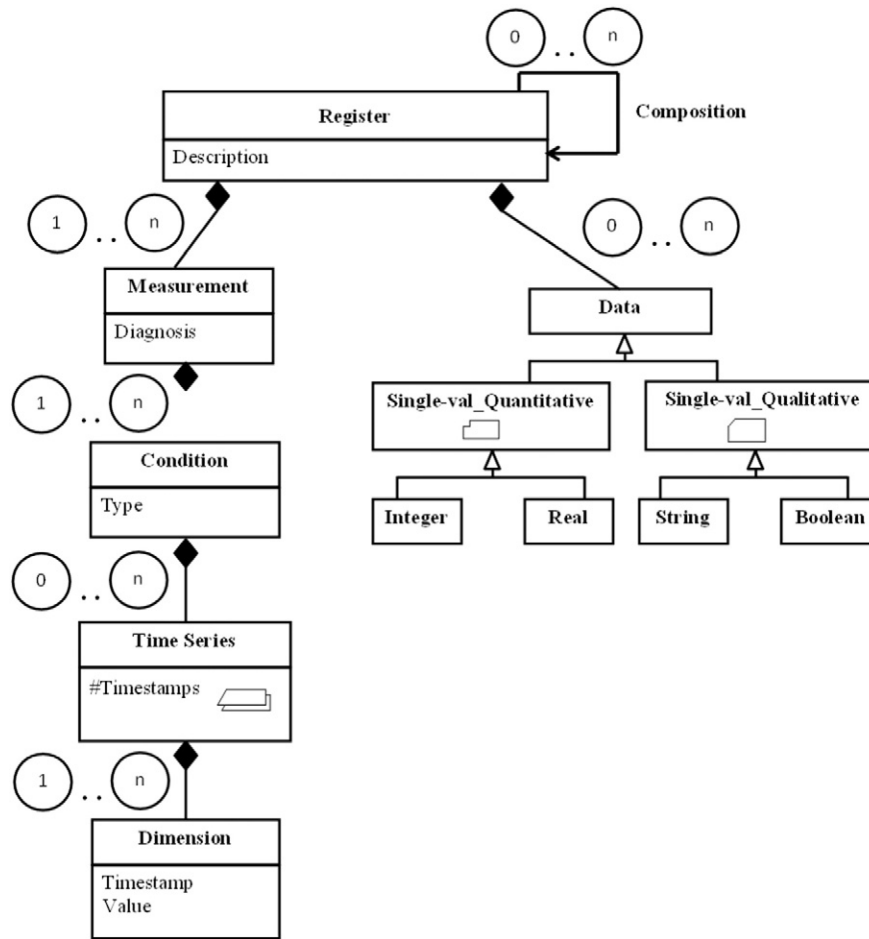 0 . . n
Register
Composition
Description
1 . . n
0 . . n
Measurement
Data
Diagnosis
1 . . n
Single-val_Quantitative
Single-val_Qualitative
Condition
Type
Integer
Real
String
Boolean
0 . . n
Time Series
#Timestamps
1 . . n
Dimension
Timestamp
Value